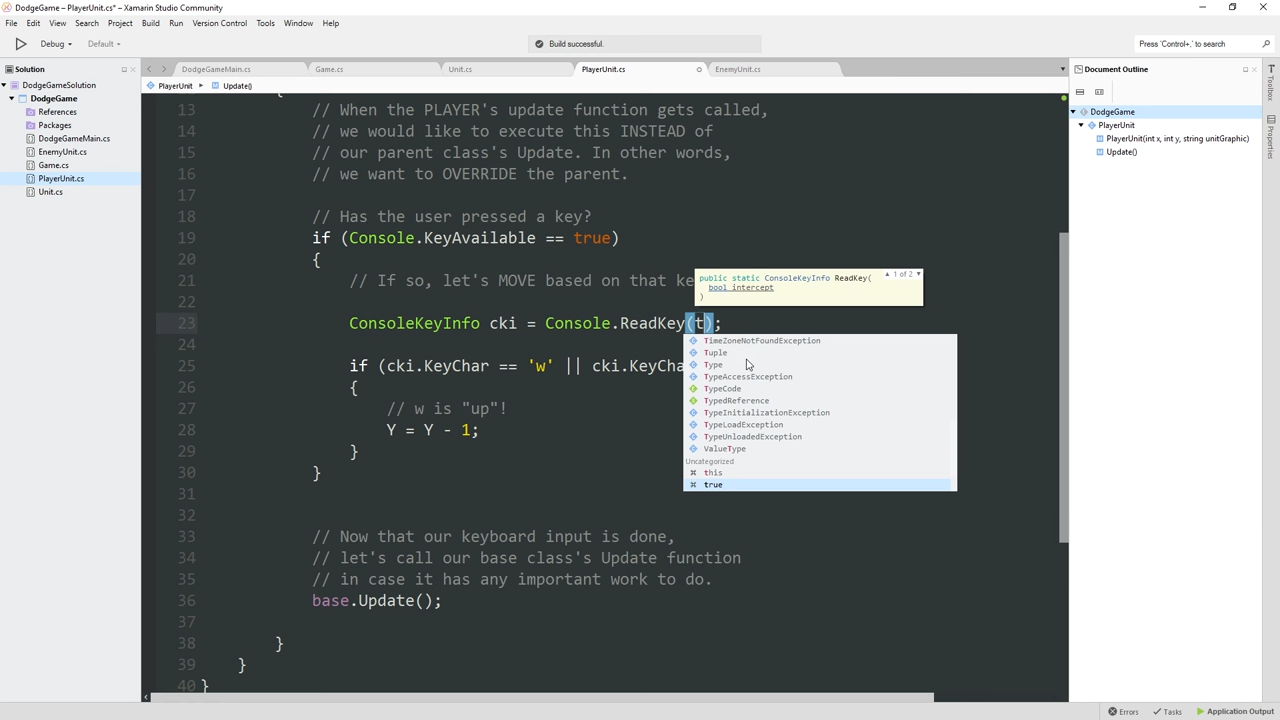 DodgeGame – PlayerUnit.cs* – Xamarin Studio Community
File Edit View Search Project Build Run Version Control Tools Window Help
Debug Default
Build successful.
Press 'Control+,' to search
Solution
DodgeGameSolution
DodgeGame
References
Packages
DodgeGameMain.cs
EnemyUnit.cs
Game.cs
PlayerUnit.cs
Unit.cs
DodgeGameMain.cs Game.cs Unit.cs PlayerUnit.cs EnemyUnit.cs
PlayerUnit Update()
13 // When the PLAYER's update function gets called,
14 // we would like to execute this INSTEAD of
15 // our parent class's Update. In other words,
16 // we want to OVERRIDE the parent.
17
18 // Has the user pressed a key?
19 if (Console.KeyAvailable == true)
20 {
21 // If so, let's MOVE based on that ke
22
23 ConsoleKeyInfo cki = Console.ReadKey(t);
24
25 if (cki.KeyChar == 'w' || cki.KeyCha
26 {
27 // w is "up"!
28 Y = Y - 1;
29 }
30 }
31
32
33 // Now that our keyboard input is done,
34 // let's call our base class's Update function
35 // in case it has any important work to do.
36 base.Update();
37
38 }
39 }
40 }
public static ConsoleKeyInfo ReadKey( ▲ 1 of 2 ▼
bool intercept
)
TimeZoneNotFoundException
Tuple
Type
TypeAccessException
TypeCode
TypedReference
TypeInitializationException
TypeLoadException
TypeUnloadedException
ValueType
Uncategorized
this
true
Document Outline
DodgeGame
PlayerUnit
PlayerUnit(int x, int y, string unitGraphic)
Update()
Toolbox
Properties
Errors Tasks Application Output